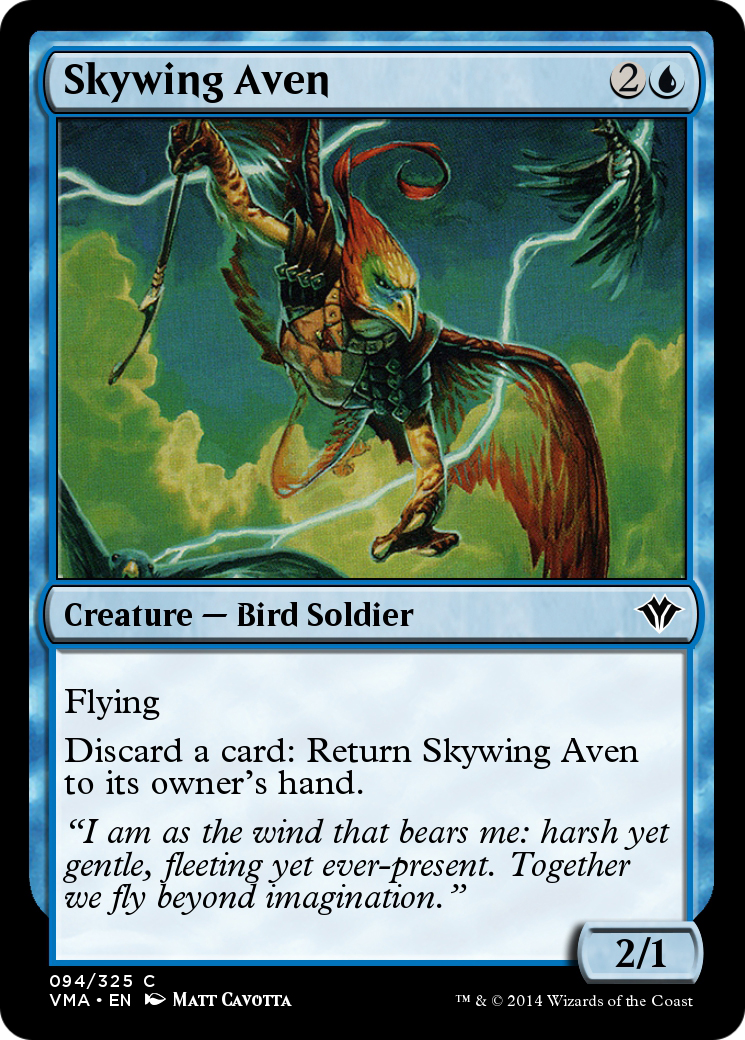 Skywing Aven 2
Creature — Bird Soldier
Flying
Discard a card: Return Skywing Aven
to its owner's hand.
“I am as the wind that bears me: harsh yet
gentle, fleeting yet ever-present. Together
we fly beyond imagination.”
2/1
094/325 C
VMA • EN Matt Cavotta
™ & © 2014 Wizards of the Coast